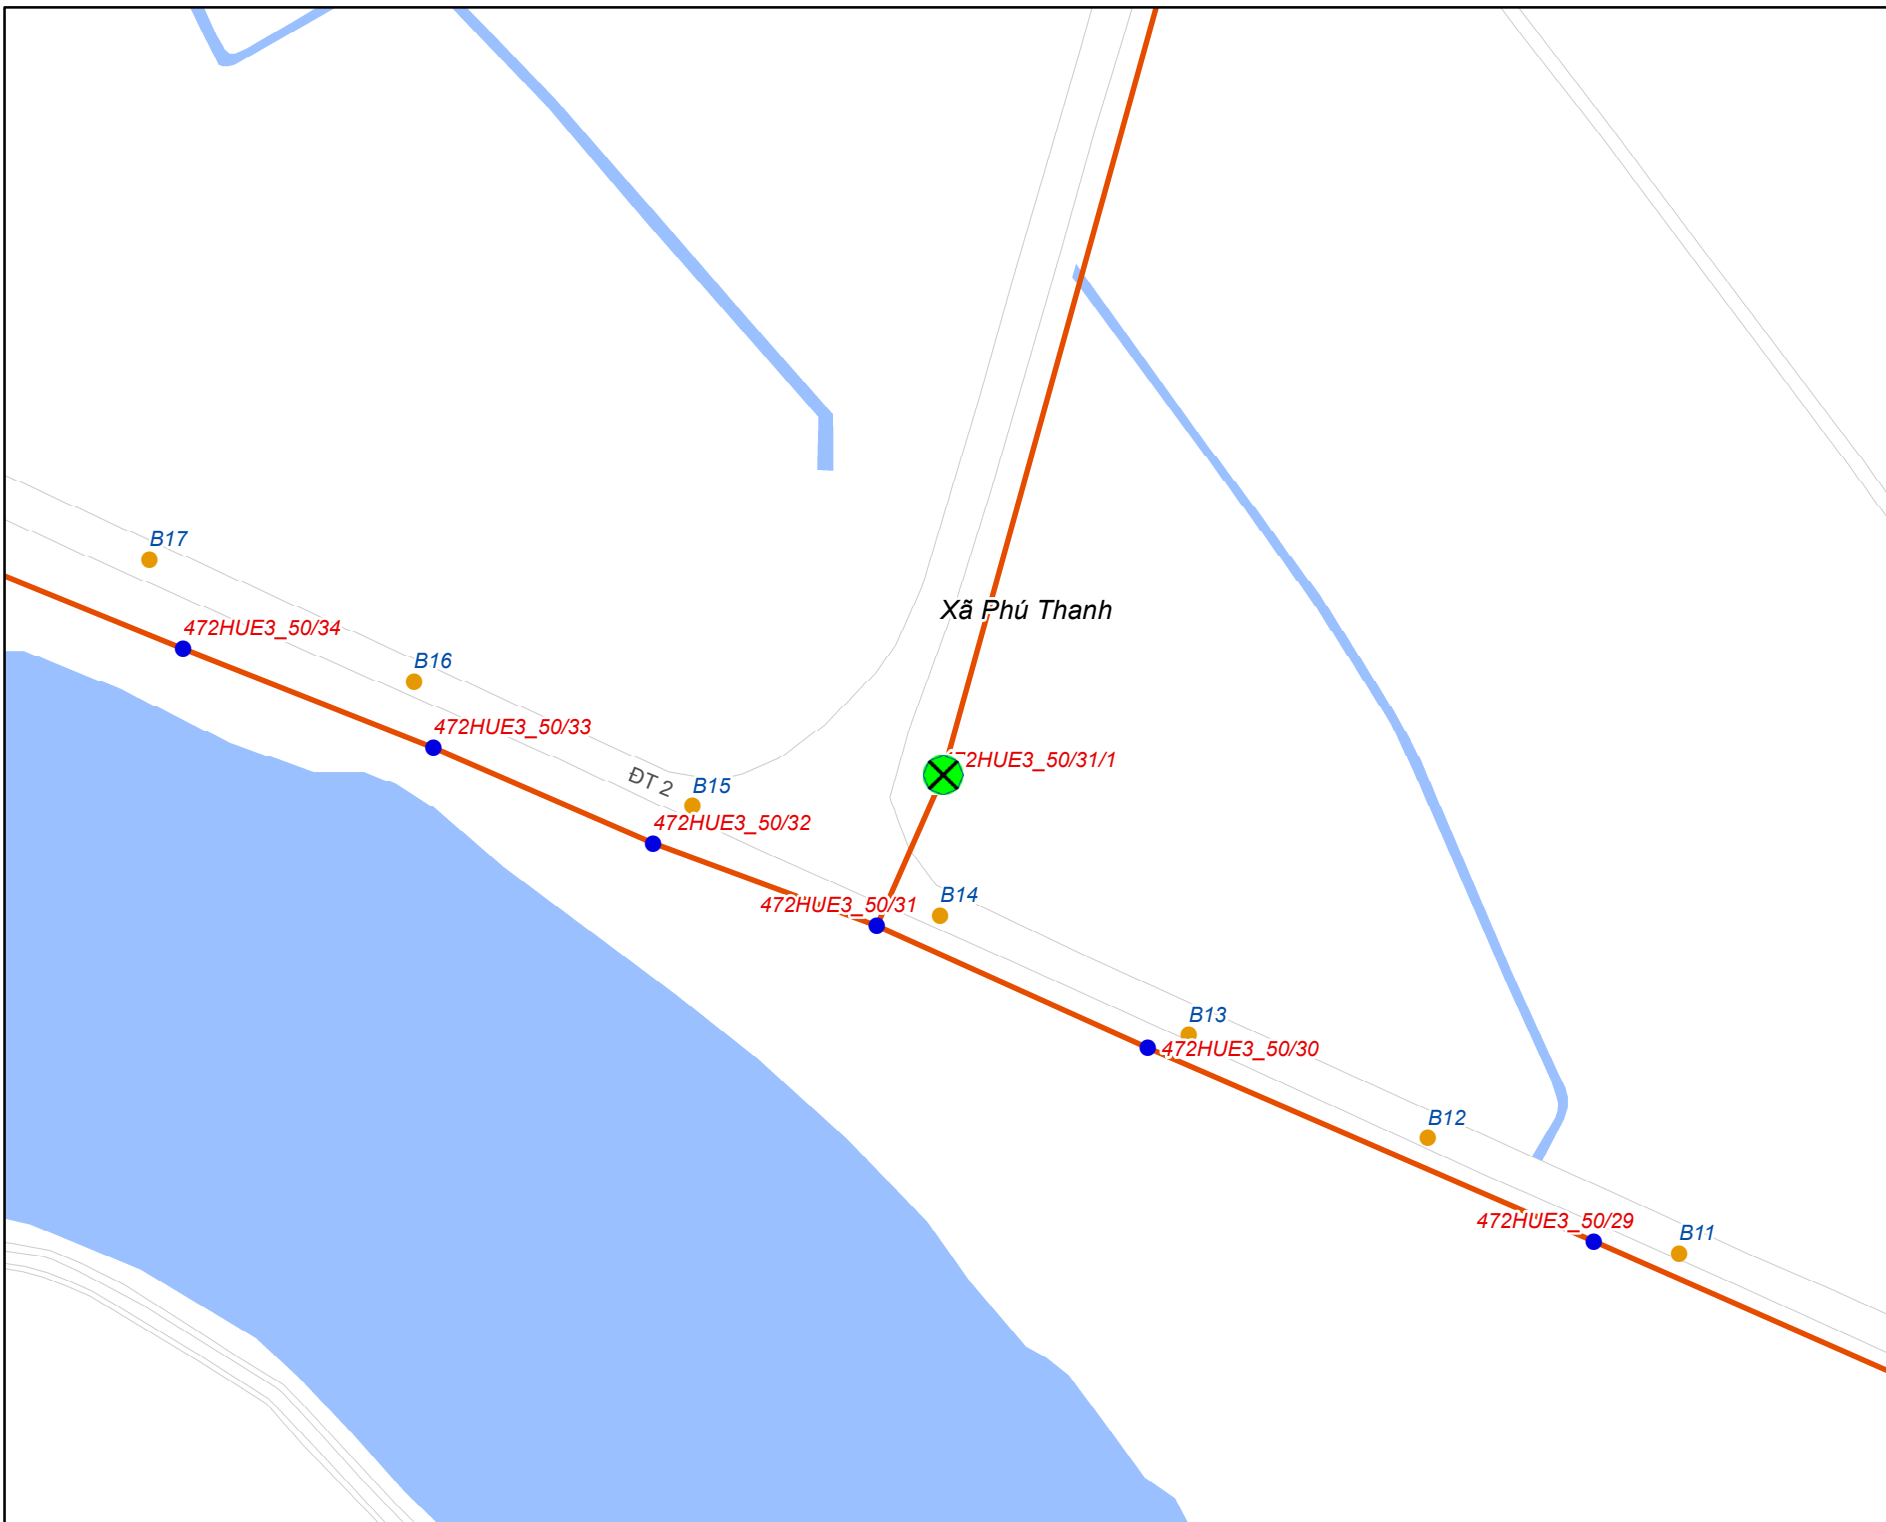 B17
Xã Phú Thanh
472HUE3_50/34
B16
472HUE3_50/33
472HUE3_50/31/1
ĐT 2
B15
472HUE3_50/32
B14
472HUE3_50/31
B13
472HUE3_50/30
B12
472HUE3_50/29
B11